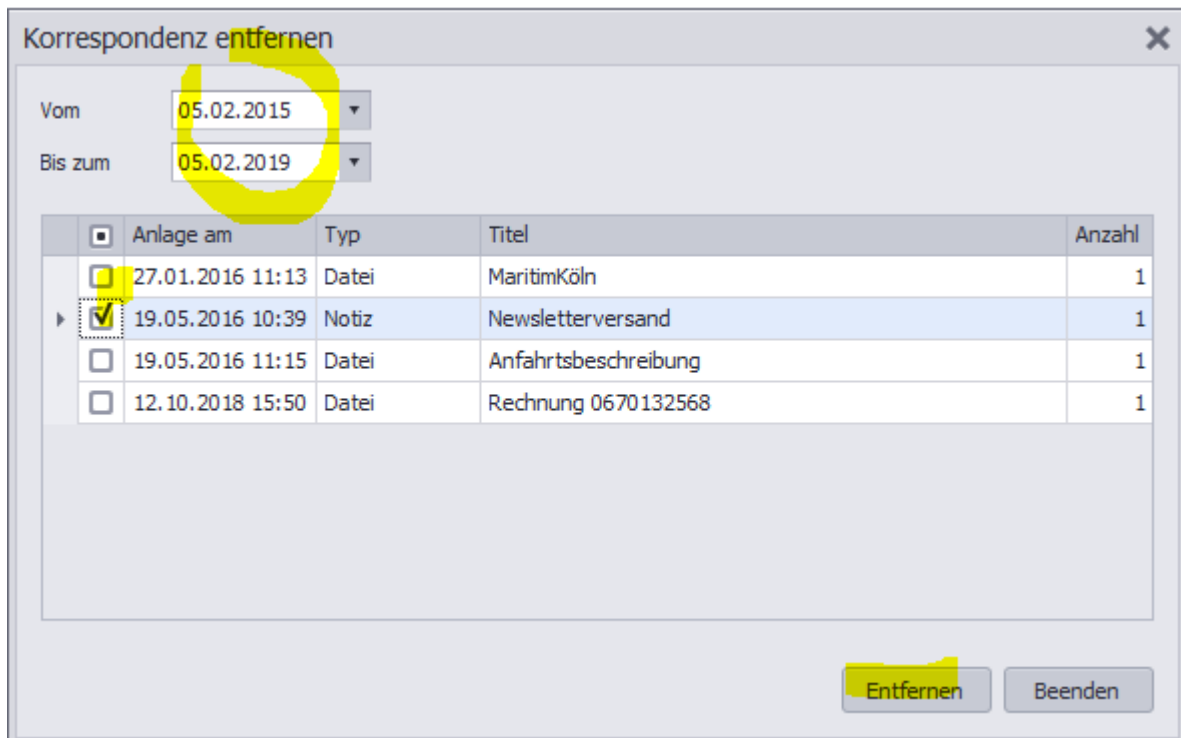 Korrespondenz entfernen
Vom 05.02.2015
Bis zum 05.02.2019
Anlage am Typ Titel Anzahl
27.01.2016 11:13 Datei MaritimKöln 1
19.05.2016 10:39 Notiz Newsletterversand 1
19.05.2016 11:15 Datei Anfahrtsbeschreibung 1
12.10.2018 15:50 Datei Rechnung 0670132568 1
Entfernen Beenden